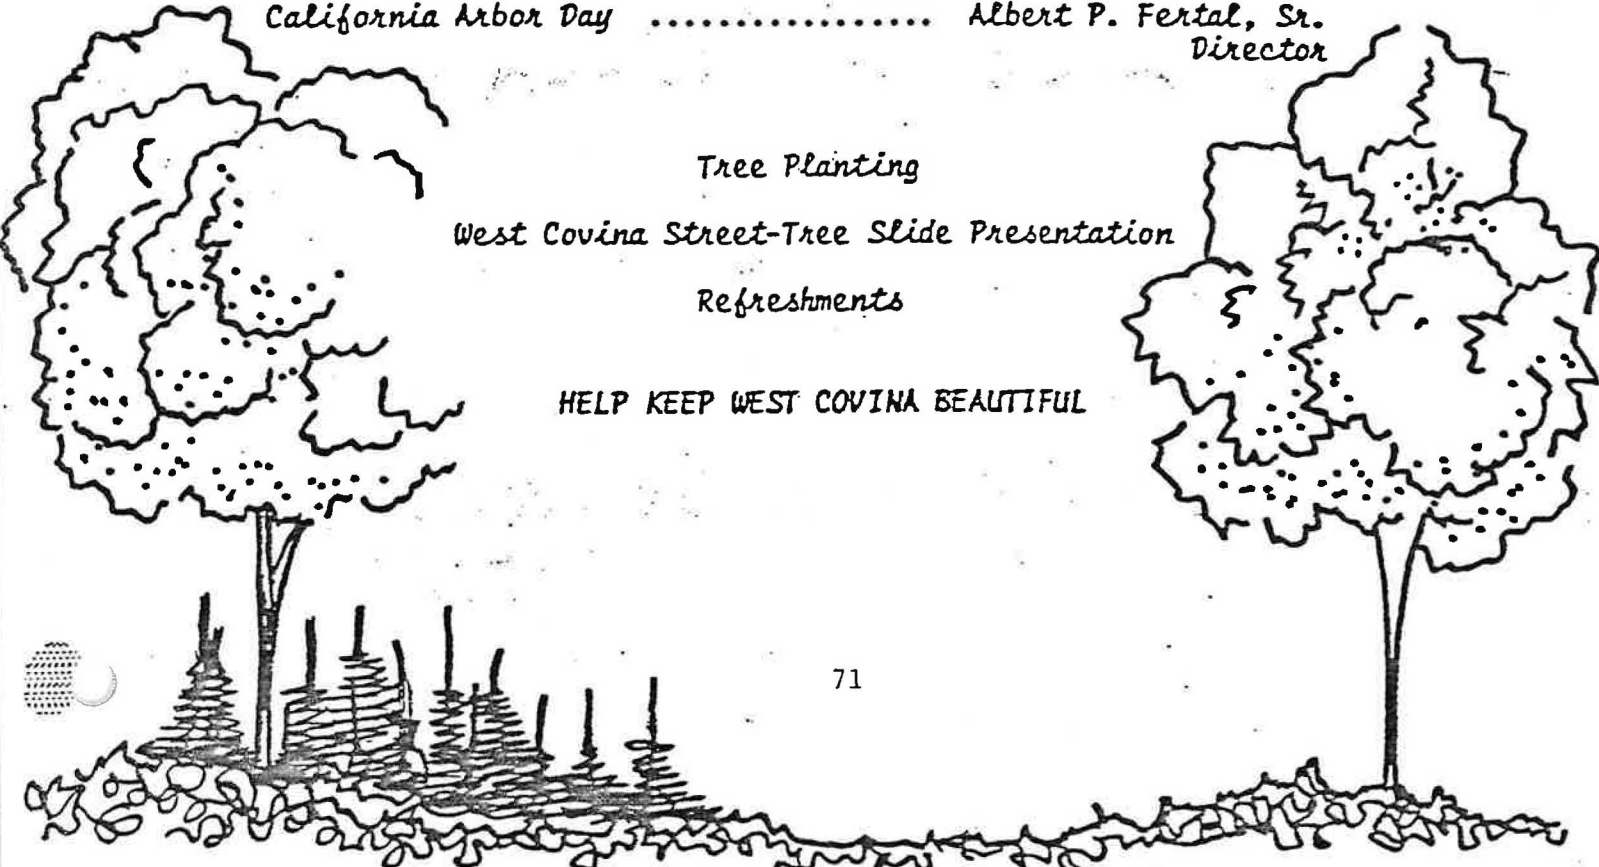 California Arbor Day ................. Albert P. Fertal, Sr.
Director
Tree Planting
West Covina Street-Tree Slide Presentation
Refreshments
HELP KEEP WEST COVINA BEAUTIFUL
71